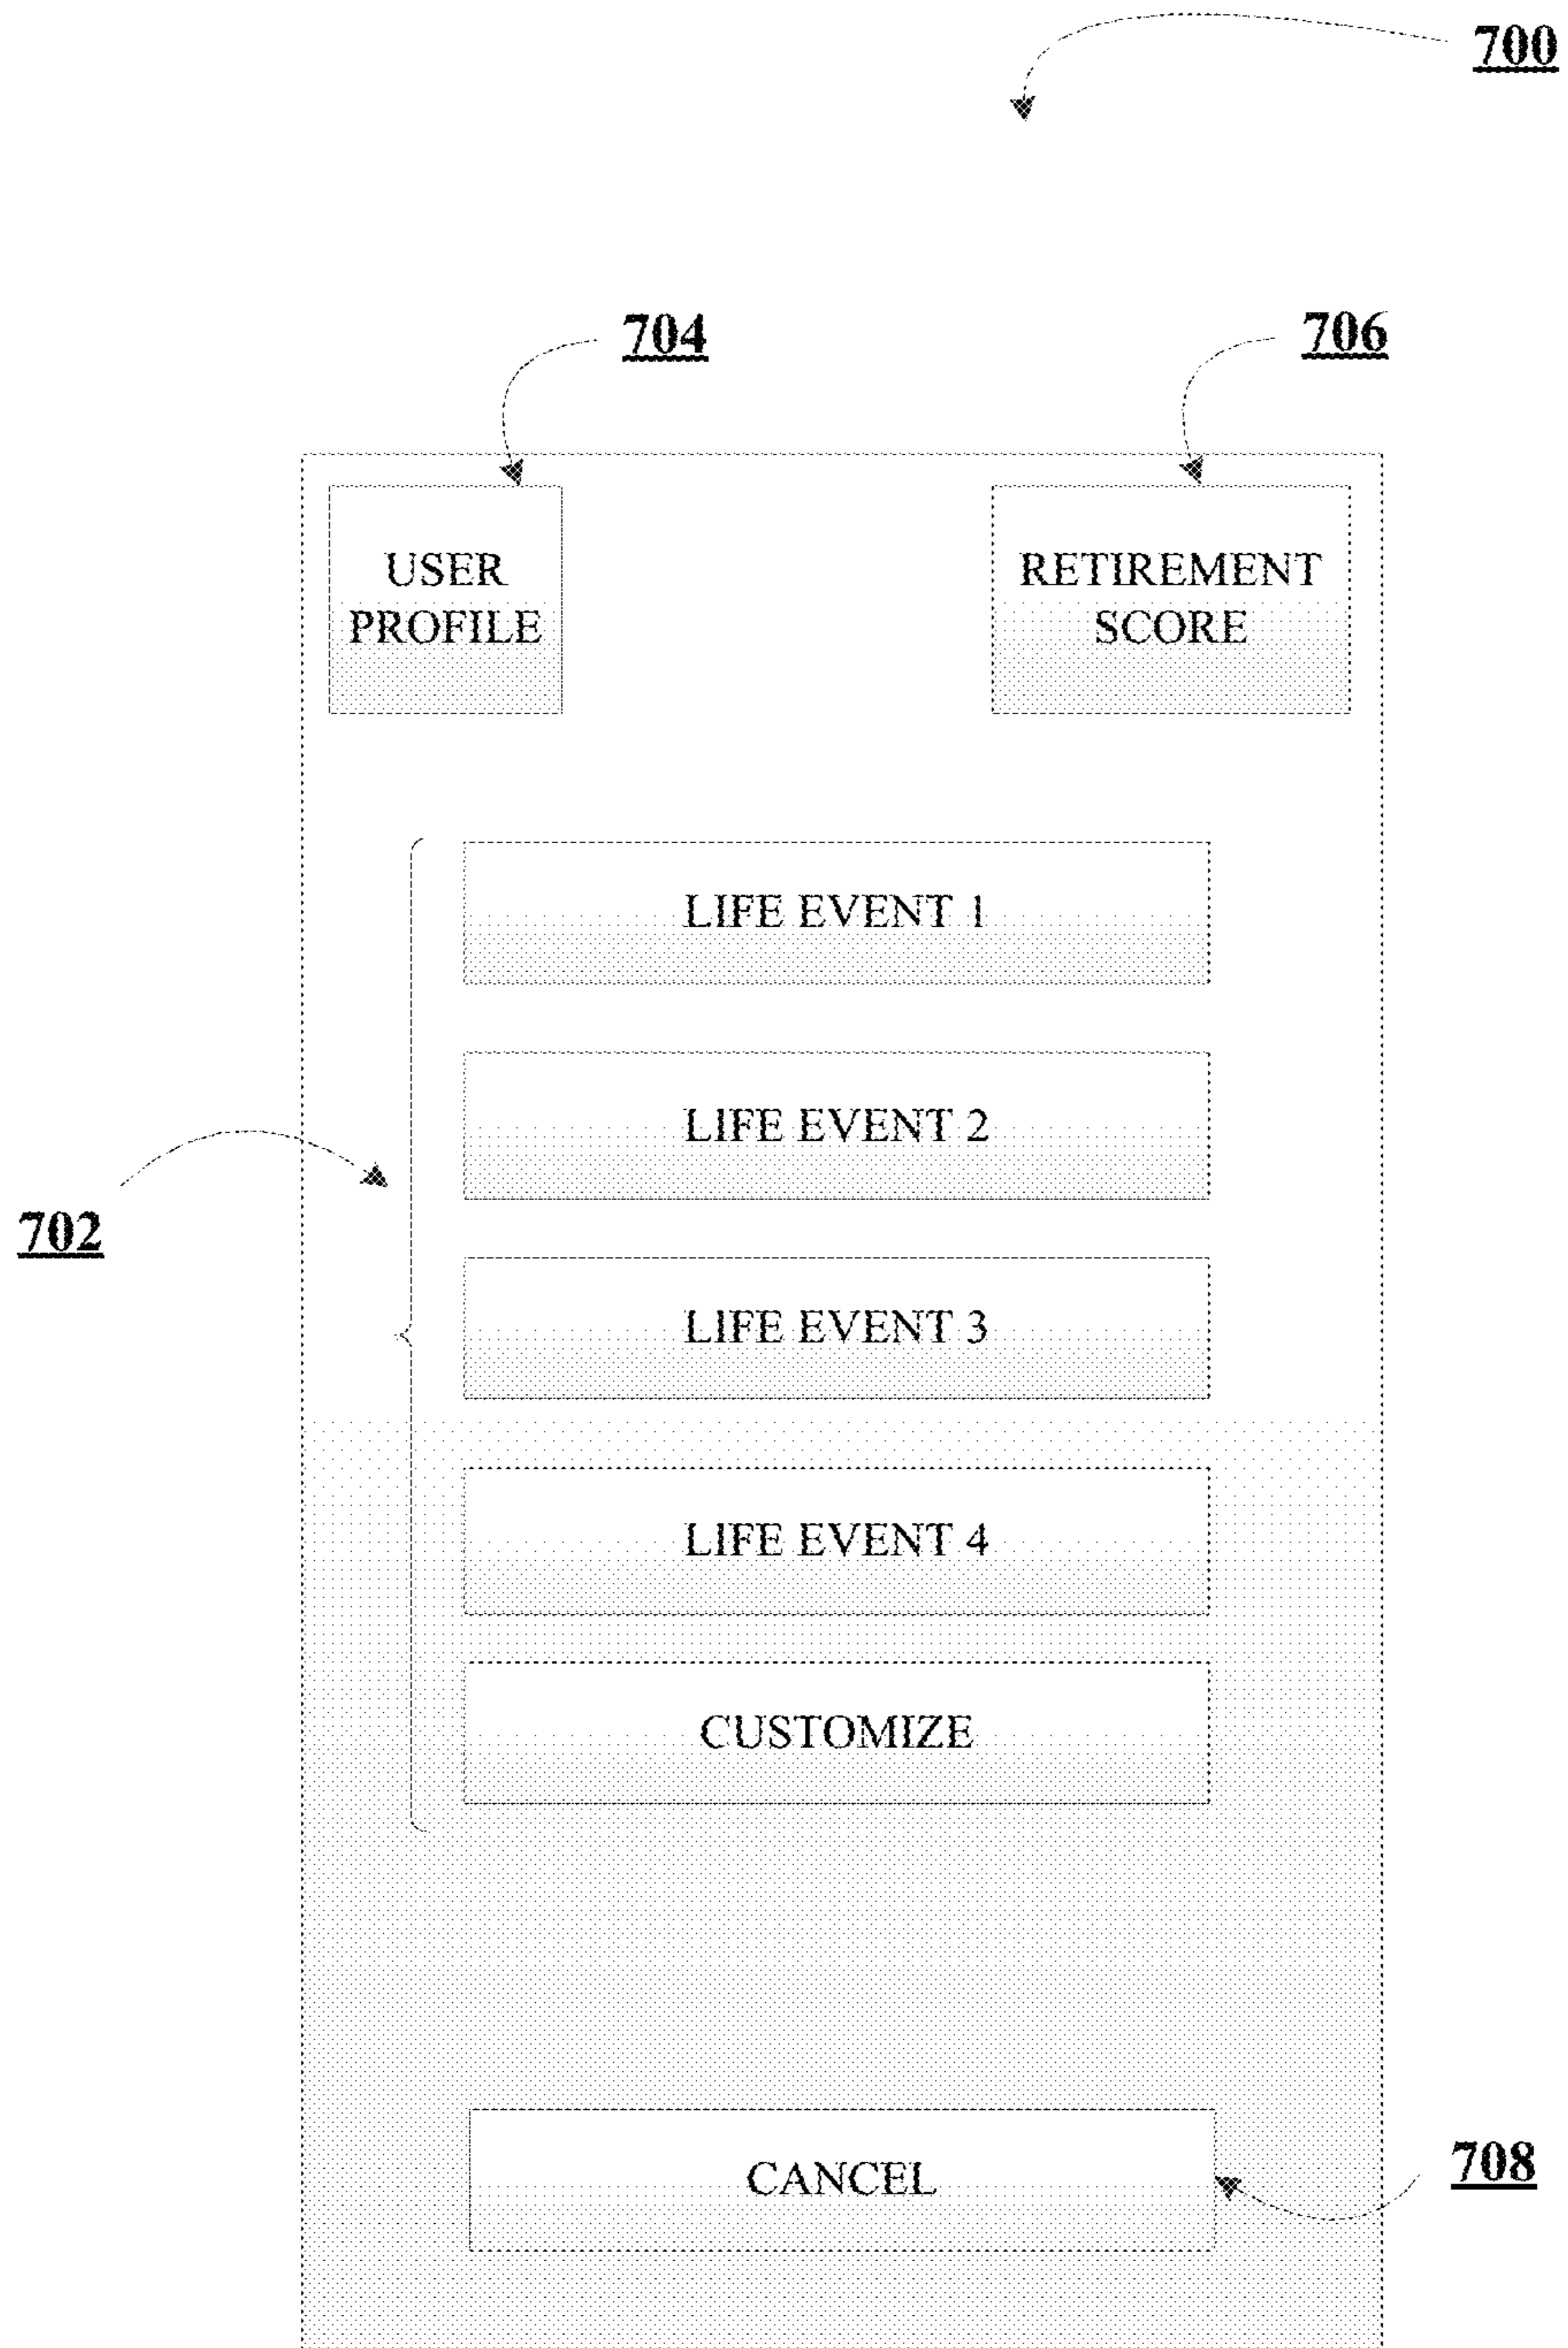 700
704
706
USER
PROFILE
RETIREMENT
SCORE
LIFE EVENT 1
LIFE EVENT 2
702
LIFE EVENT 3
LIFE EVENT 4
CUSTOMIZE
CANCEL
708